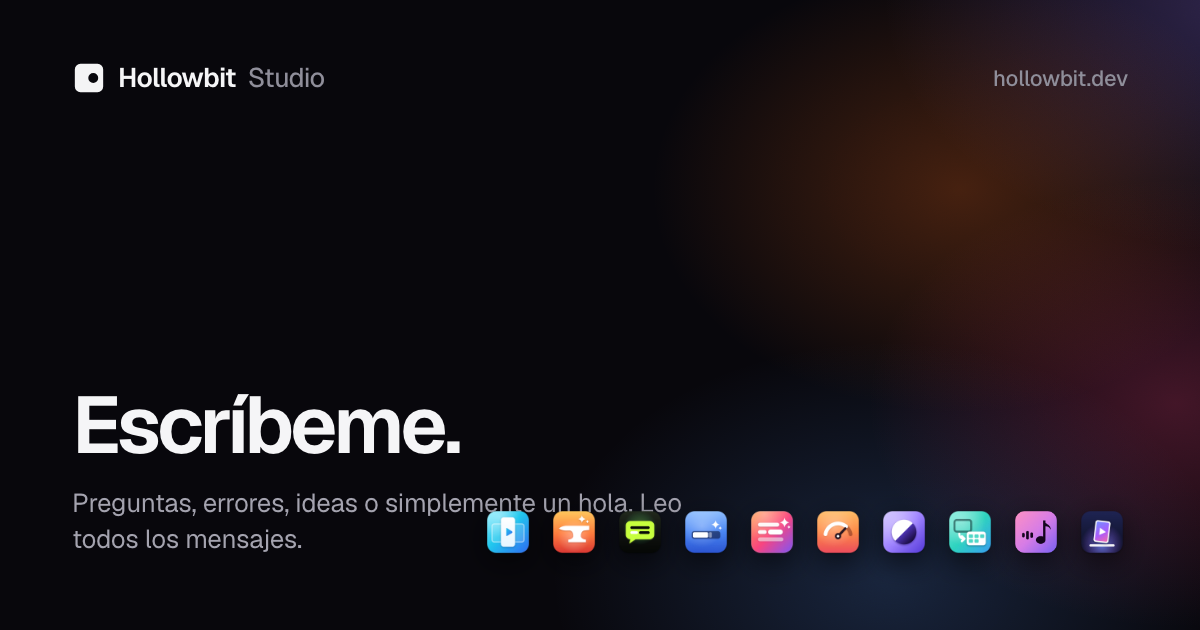 Hollowbit Studio
hollowbit.dev
Escríbeme.
Preguntas, errores, ideas o simplemente un hola. Leo
todos los mensajes.